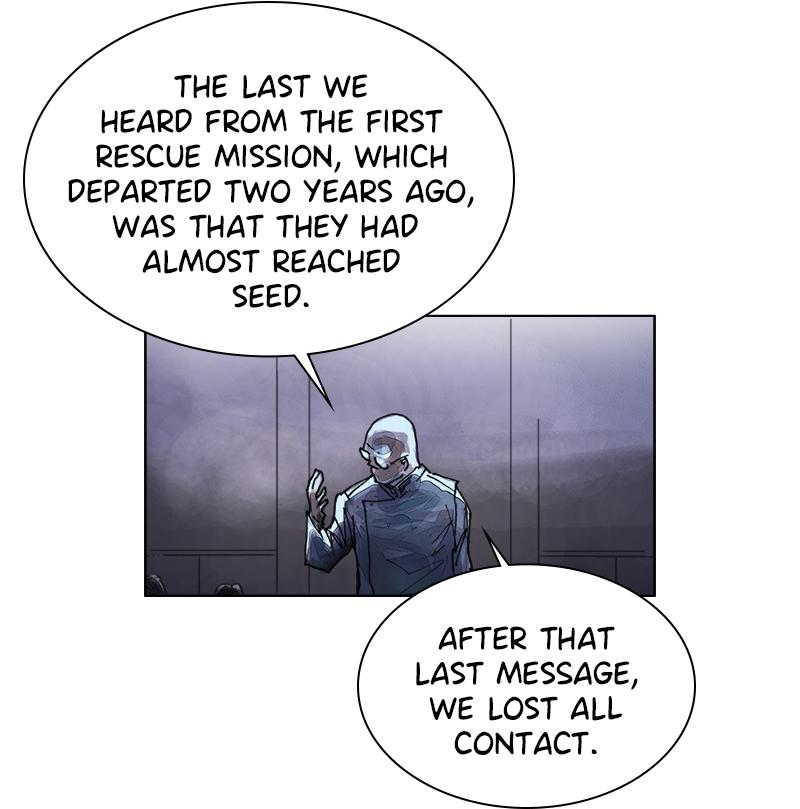 THE LAST WE
HEARD FROM THE FIRST
RESCUE MISSION, WHICH
DEPARTED TWO YEARS AGO,
WAS THAT THEY HAD
ALMOST REACHED
SEED.
AFTER THAT
LAST MESSAGE,
WE LOST ALL
CONTACT.